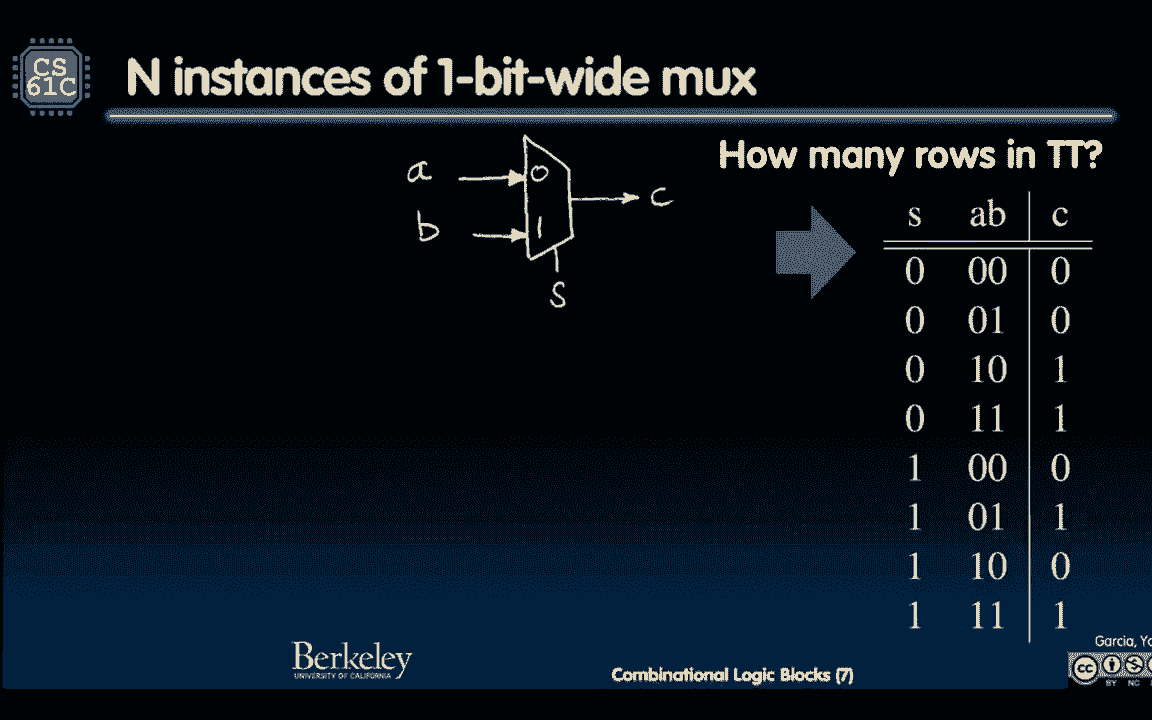 CS
61C
N instances of 1-bit-wide mux
How many rows in TT?
a
0
b
1
c
s
s ab c
0 00 0
0 01 0
0 10 1
0 11 1
1 00 0
1 01 1
1 10 0
1 11 1
Berkeley
UNIVERSITY OF CALIFORNIA
Combinational Logic Blocks (7)
Garcia,
cc
BY NC